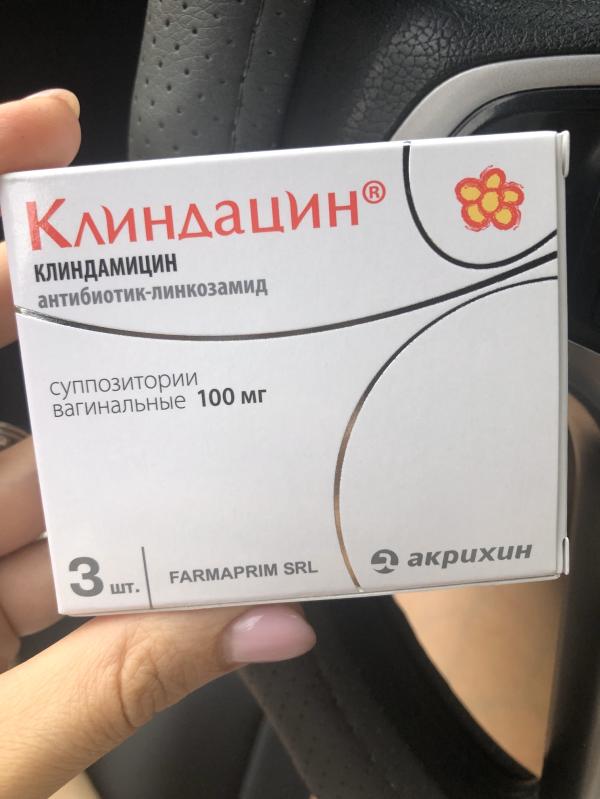 Клиндацин®
КЛИНДАМИЦИН
антибиотик-линкозамид
суппозитории
вагинальные 100 мг
3 шт.
FARMAPRIM SRL
акрихин